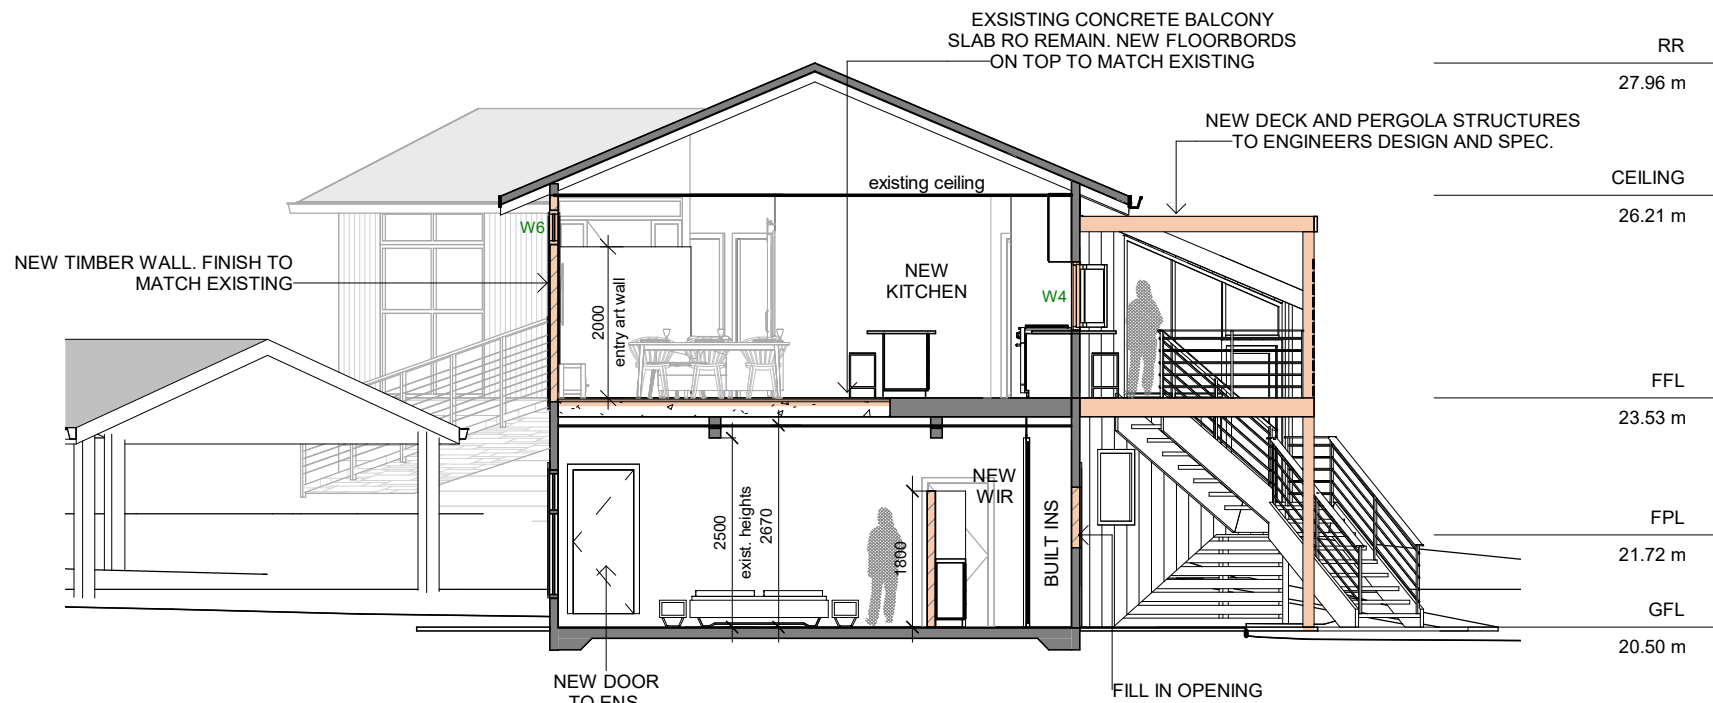 EXSISTING CONCRETE BALCONY
SLAB RO REMAIN. NEW FLOORBORDS
ON TOP TO MATCH EXISTING
RR
27.96 m
NEW DECK AND PERGOLA STRUCTURES
TO ENGINEERS DESIGN AND SPEC.
existing ceiling
CEILING
26.21 m
W6
NEW TIMBER WALL. FINISH TO
MATCH EXISTING
2000
entry art wall
NEW
KITCHEN
W4
FFL
23.53 m
2500
exist. heights
2670
1800
NEW
WIR
BUILT INS
FPL
21.72 m
GFL
20.50 m
NEW DOOR
TO ENS
FILL IN OPENING